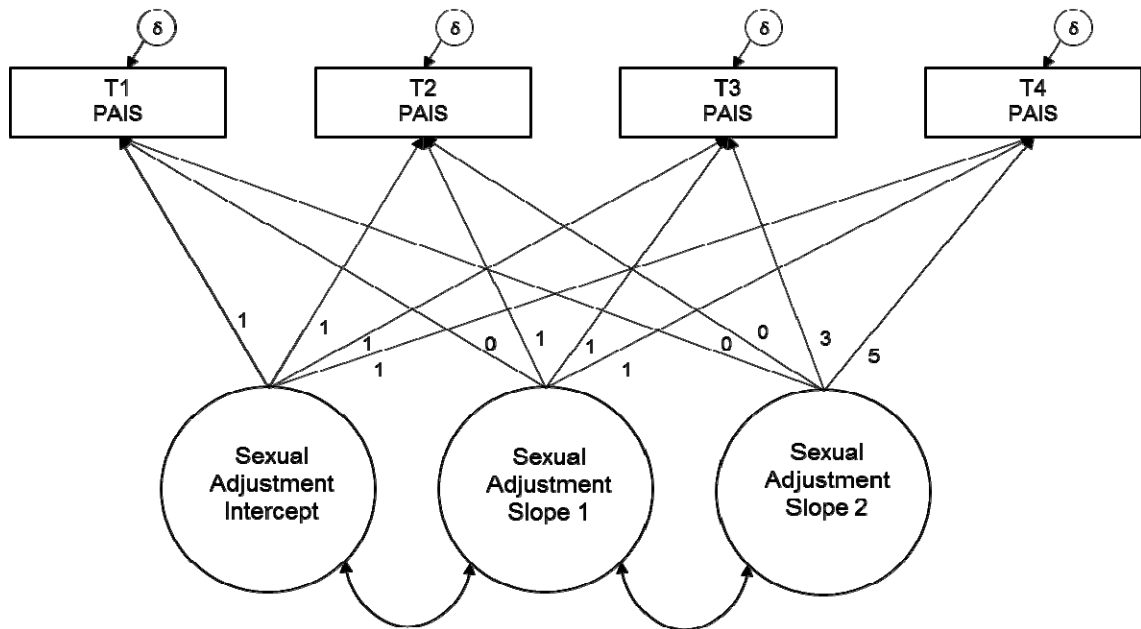 δ
δ
δ
δ
T1
PAIS
T2
PAIS
T3
PAIS
T4
PAIS
1
1
1
1
0
1
1
1
0
0
3
5
Sexual
Adjustment
Intercept
Sexual
Adjustment
Slope 1
Sexual
Adjustment
Slope 2